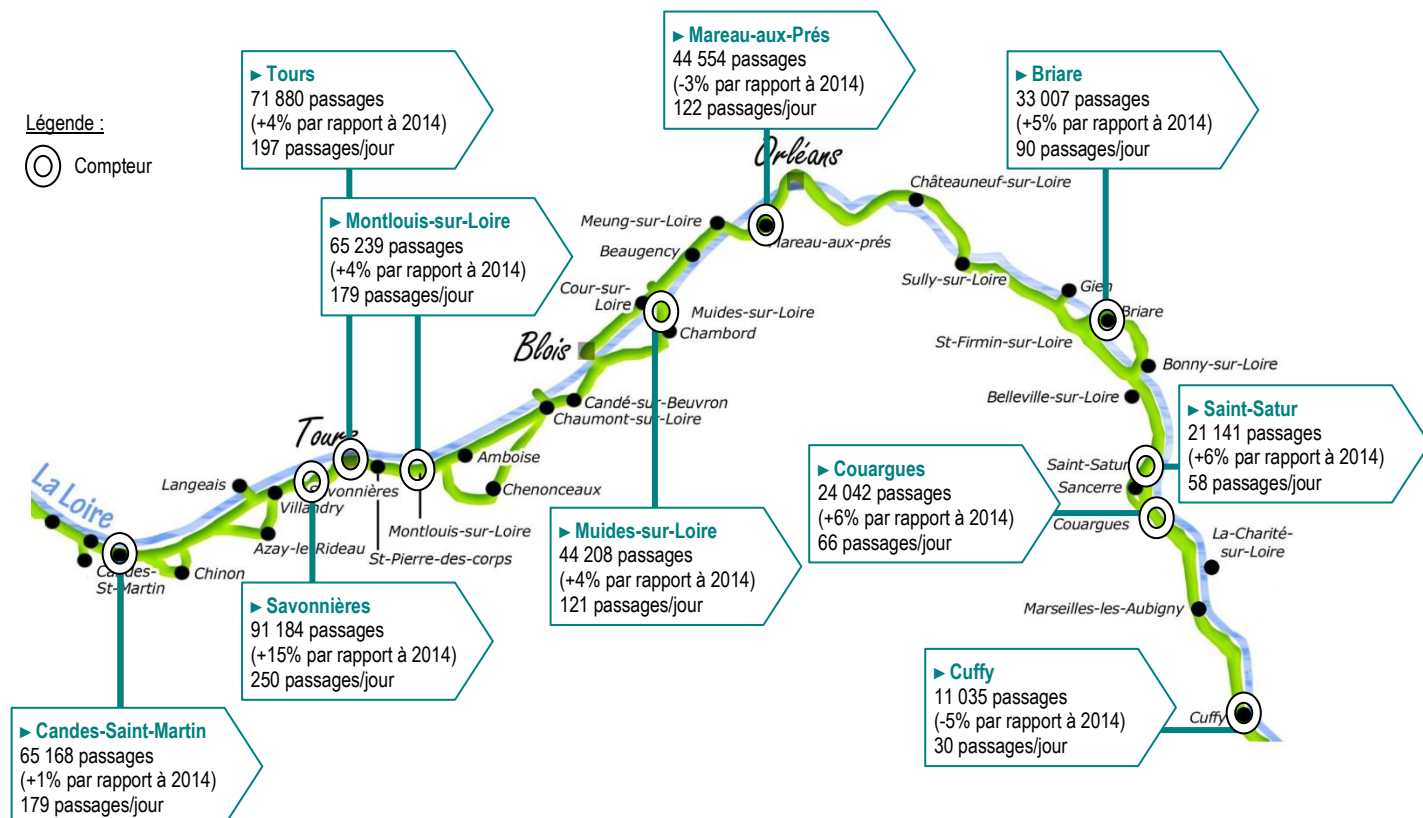 ► Mareau-aux-Prés
44 554 passages
(-3% par rapport à 2014)
122 passages/jour
► Tours
71 880 passages
(+4% par rapport à 2014)
197 passages/jour
► Briare
33 007 passages
(+5% par rapport à 2014)
90 passages/jour
Légende :
Compteur
Orléans
Châteauneuf-sur-Loire
► Montlouis-sur-Loire
65 239 passages
(+4% par rapport à 2014)
179 passages/jour
Meung-sur-Loire
Mareau-aux-prés
Beaugency
Sully-sur-Loire
Gien
Cour-sur-
Loire
Muides-sur-Loire
Briare
Chambord
St-Firmin-sur-Loire
Blois
Bonny-sur-Loire
Belleville-sur-Loire
Candé-sur-Beuvron
Chaumont-sur-Loire
► Saint-Satur
21 141 passages
(+6% par rapport à 2014)
58 passages/jour
Tours
Amboise
Saint-Satur
Sancerre
► Couargues
24 042 passages
(+6% par rapport à 2014)
66 passages/jour
La Loire
Langeais
Savonnières
Villandry
Chenonceaux
Couargues
Montlouis-sur-Loire
Azay-le-Rideau
St-Pierre-des-corps
► Muides-sur-Loire
44 208 passages
(+4% par rapport à 2014)
121 passages/jour
La-Charité-
sur-Loire
Candes-
St-Martin
Chinon
► Savonnières
91 184 passages
(+15% par rapport à 2014)
250 passages/jour
Marseilles-les-Aubigny
► Cuffy
11 035 passages
(-5% par rapport à 2014)
30 passages/jour
Cuffy
► Candes-Saint-Martin
65 168 passages
(+1% par rapport à 2014)
179 passages/jour